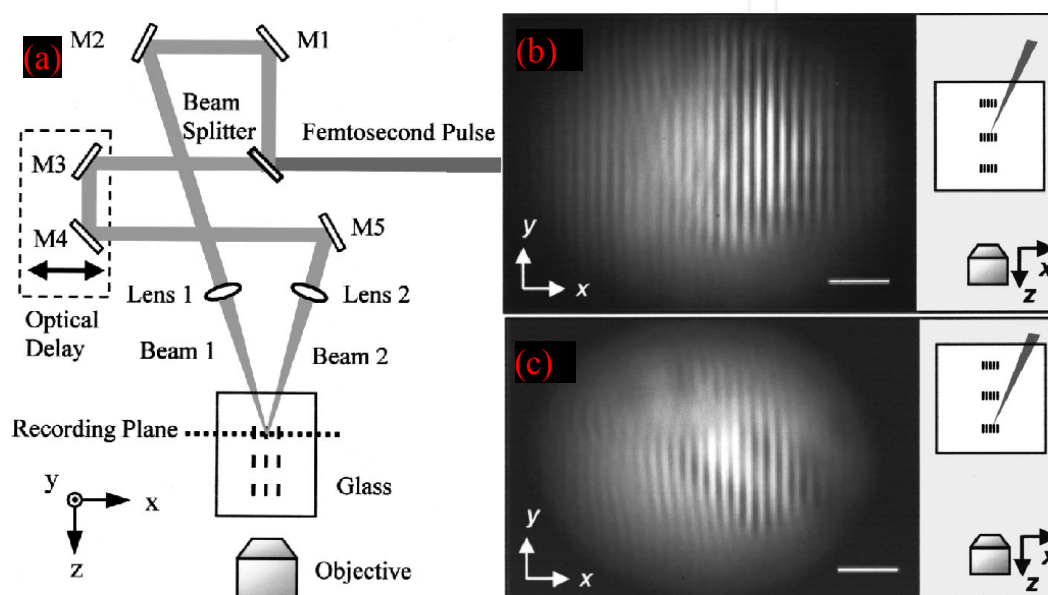 (a)
M2
M1
Beam
Splitter
Femtosecond Pulse
M3
M4
M5
Optical
Delay
Lens 1
Lens 2
Beam 1
Beam 2
Recording Plane
Glass
y
x
z
Objective
(b)
y
x
x
z
(c)
y
x
x
z